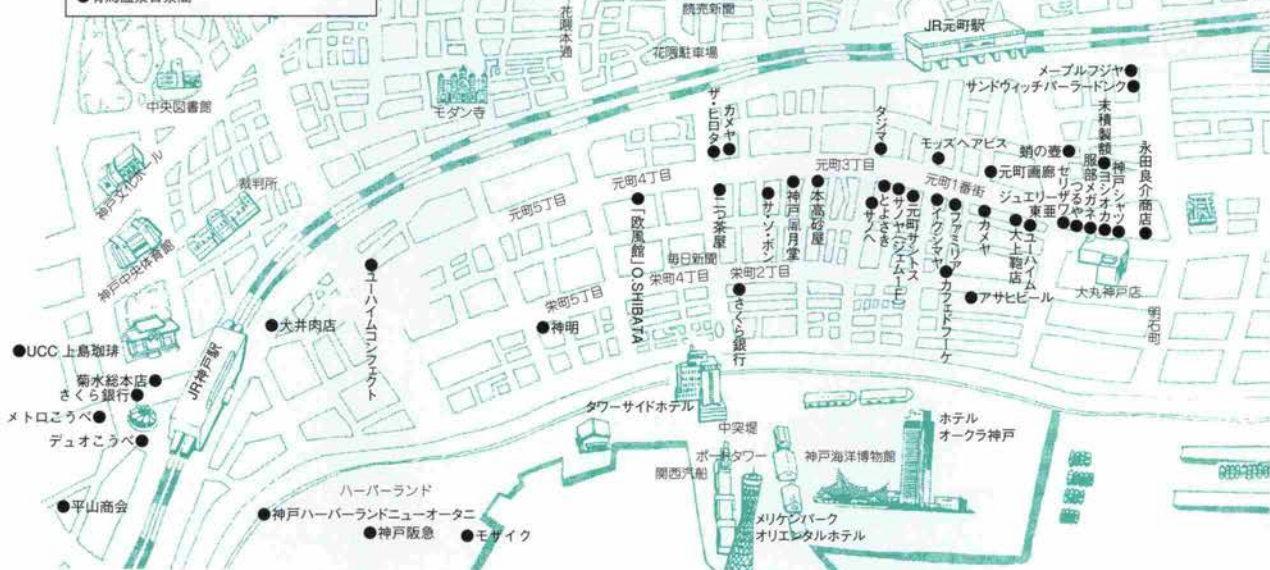 花隈本通
読売新聞
花隈駐車場
JR元町駅
中央図書館
モダン寺
メープルフジヤ
サンドウィッチパーラードンク
ザ・ヒロタ
カメヤ
タジマ
モッズヘアビス
蛸の壺
末積製額
永田良介商店
神戸文化ホール
裁判所
元町3丁目
元町4丁目
元町5丁目
元町1番街
元町画廊
ジュエリー東亜
セリザワ
つるや
服部メガネ
ヨシオカ
神戸シャツ
「欧風館」O.SHIBATA
二つ茶屋
サ・ソ・ボン
神戸凮月堂
本高砂屋
サノヘ
とよさき
元町サントス
イクシマヤ
ファミリア
カメヤ
大上鞄店
ユーハイム
神戸中央体育館
毎日新聞
栄町2丁目
栄町4丁目
栄町5丁目
さくら銀行
カフェドフーケ
アサヒビール
大丸神戸店
明石町
ユーハイムコンフェクト
大井肉店
神明
UCC 上島珈琲
JR神戸駅
菊水総本店
さくら銀行
メトロこうべ
デュオこうべ
タワーサイドホテル
中突堤
ホテル
オークラ神戸
ポートタワー
関西汽船
神戸海洋博物館
平山商会
ハーバーランド
神戸ハーバーランドニューオータニ
神戸阪急
モザイク
メリケンパーク
オリエンタルホテル